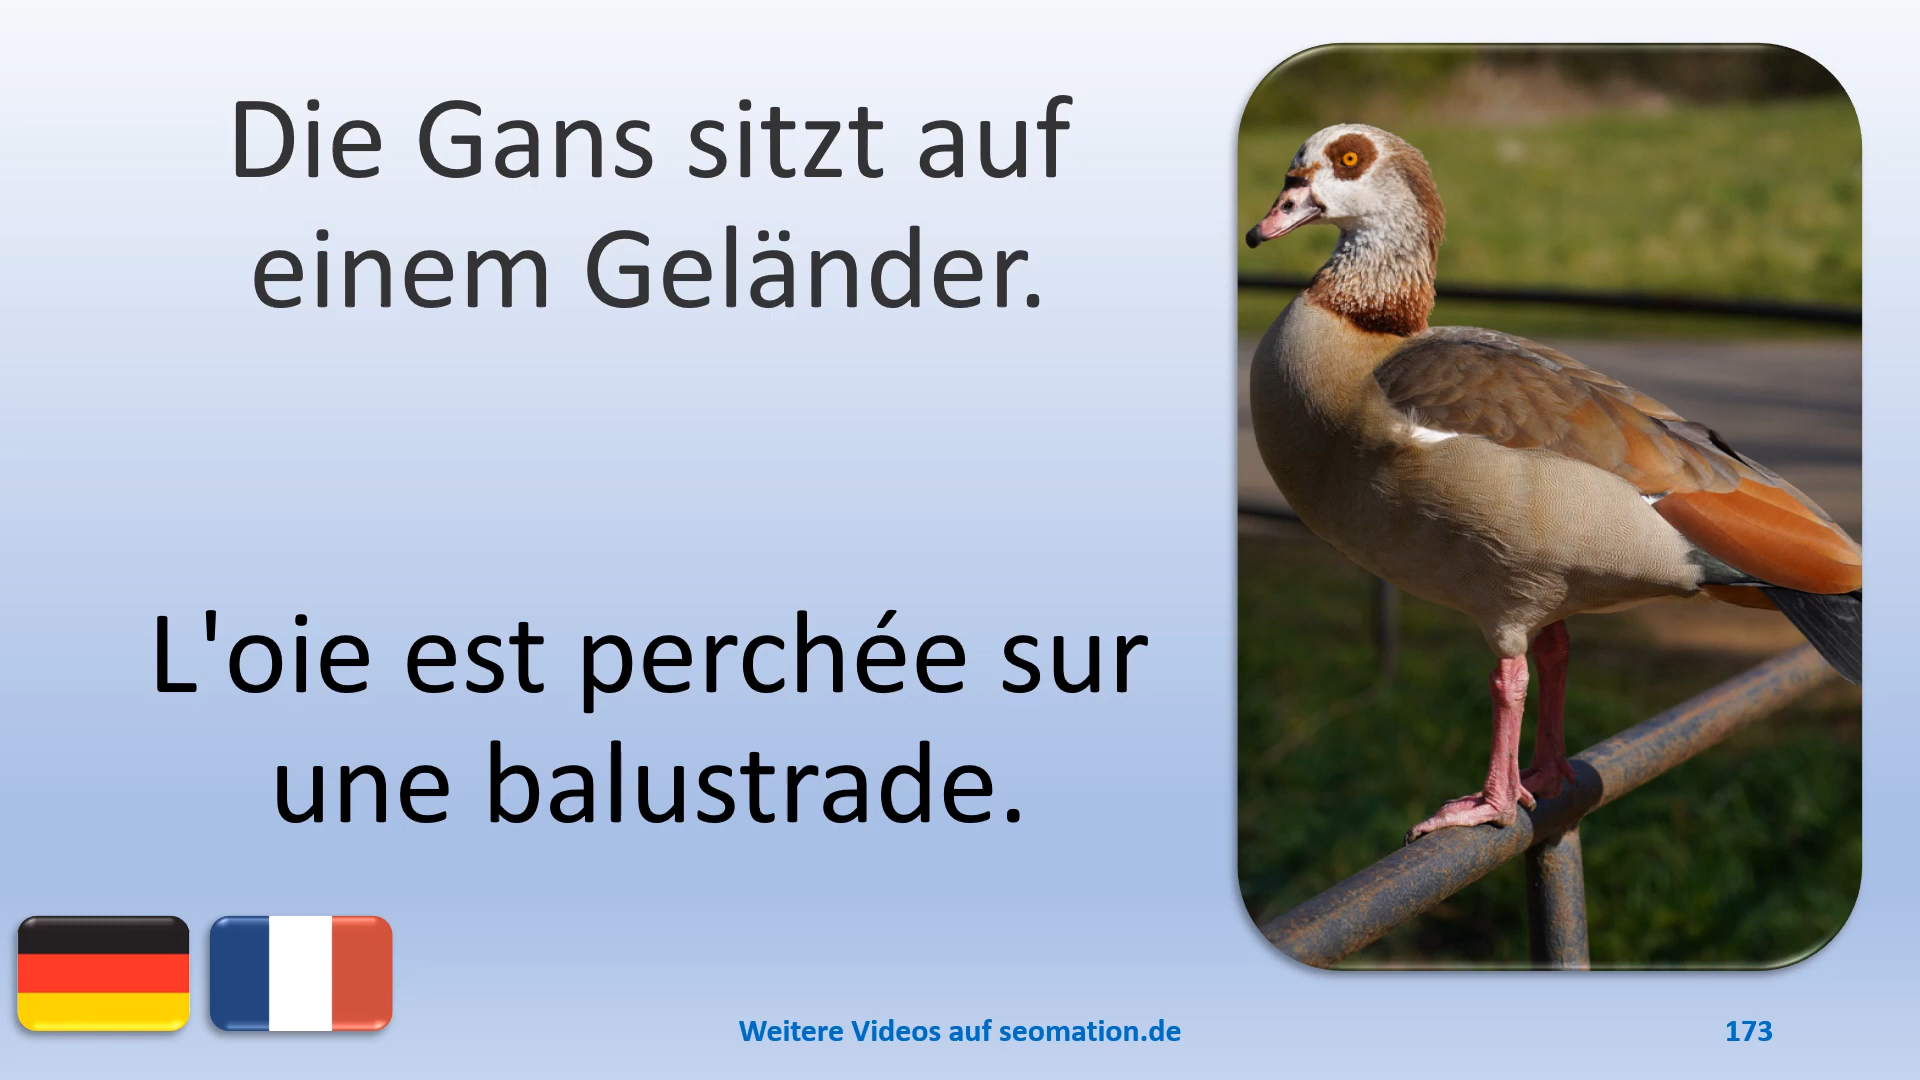 Die Gans sitzt auf
einem Geländer.
L'oie est perchée sur
une balustrade.
Weitere Videos auf seomation.de
173